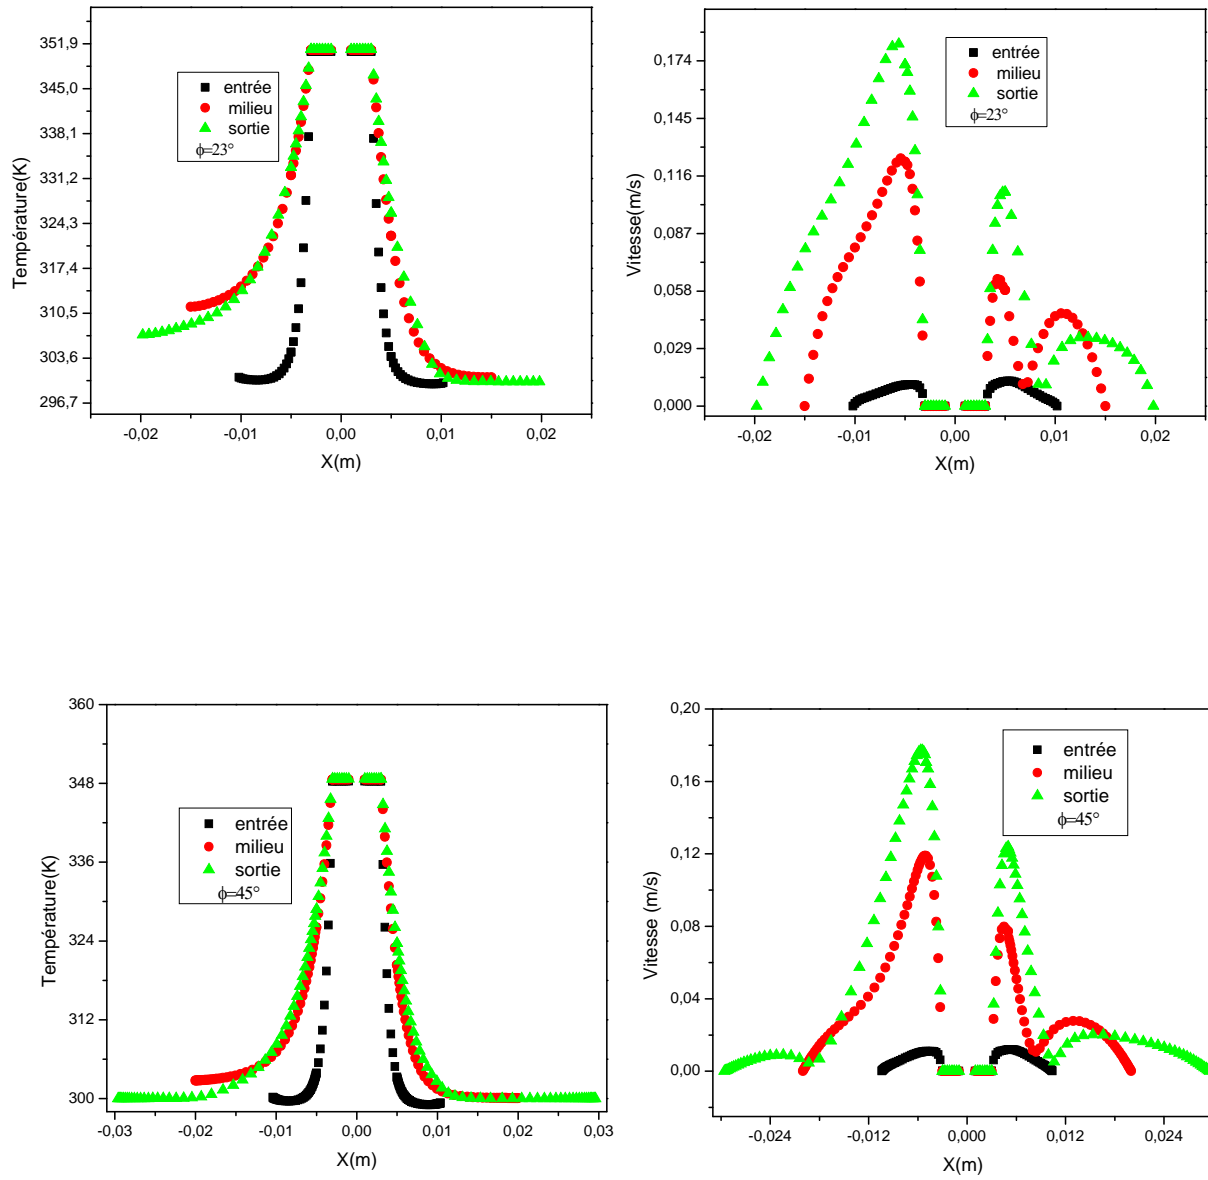 351,9
345,0
338,1
331,2
324,3
317,4
310,5
303,6
296,7
Température(K)
entrée
milieu
sortie
ϕ=23°
-0,02
-0,01
0,00
0,01
0,02
X(m)
0,174
0,145
0,116
0,087
0,058
0,029
0,000
Vitesse(m/s)
entrée
milieu
sortie
ϕ=23°
-0,02
-0,01
0,00
0,01
0,02
X(m)
360
348
336
324
312
300
Température(K)
entrée
milieu
sortie
ϕ=45°
-0,03
-0,02
-0,01
0,00
0,01
0,02
0,03
X(m)
0,20
0,16
0,12
0,08
0,04
0,00
Vitesse (m/s)
entrée
milieu
sortie
ϕ=45°
-0,024
-0,012
0,000
0,012
0,024
X(m)